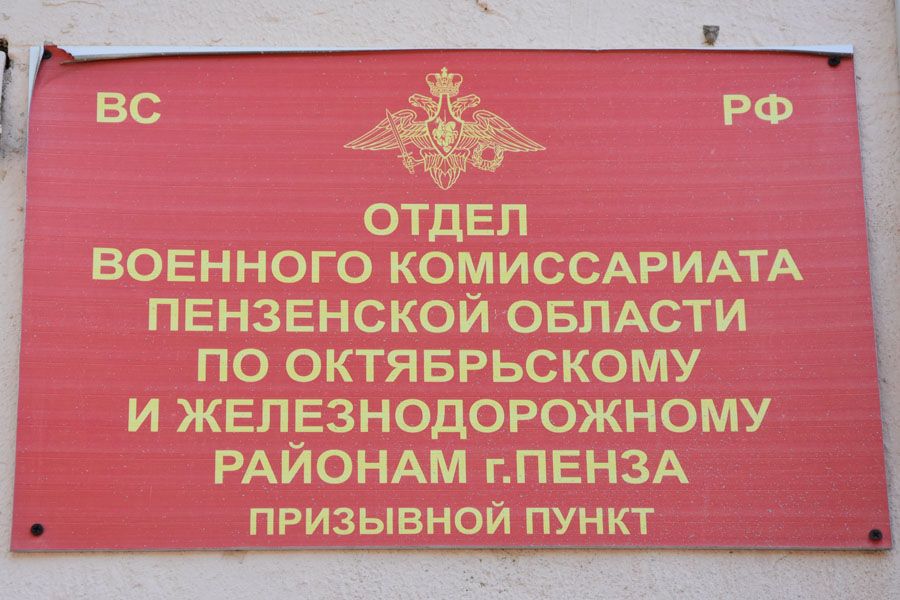 ВС РФ
ОТДЕЛ
ВОЕННОГО КОМИССАРИАТА
ПЕНЗЕНСКОЙ ОБЛАСТИ
ПО ОКТЯБРЬСКОМУ
И ЖЕЛЕЗНОДОРОЖНОМУ
РАЙОНАМ г.ПЕНЗА
ПРИЗЫВНОЙ ПУНКТ